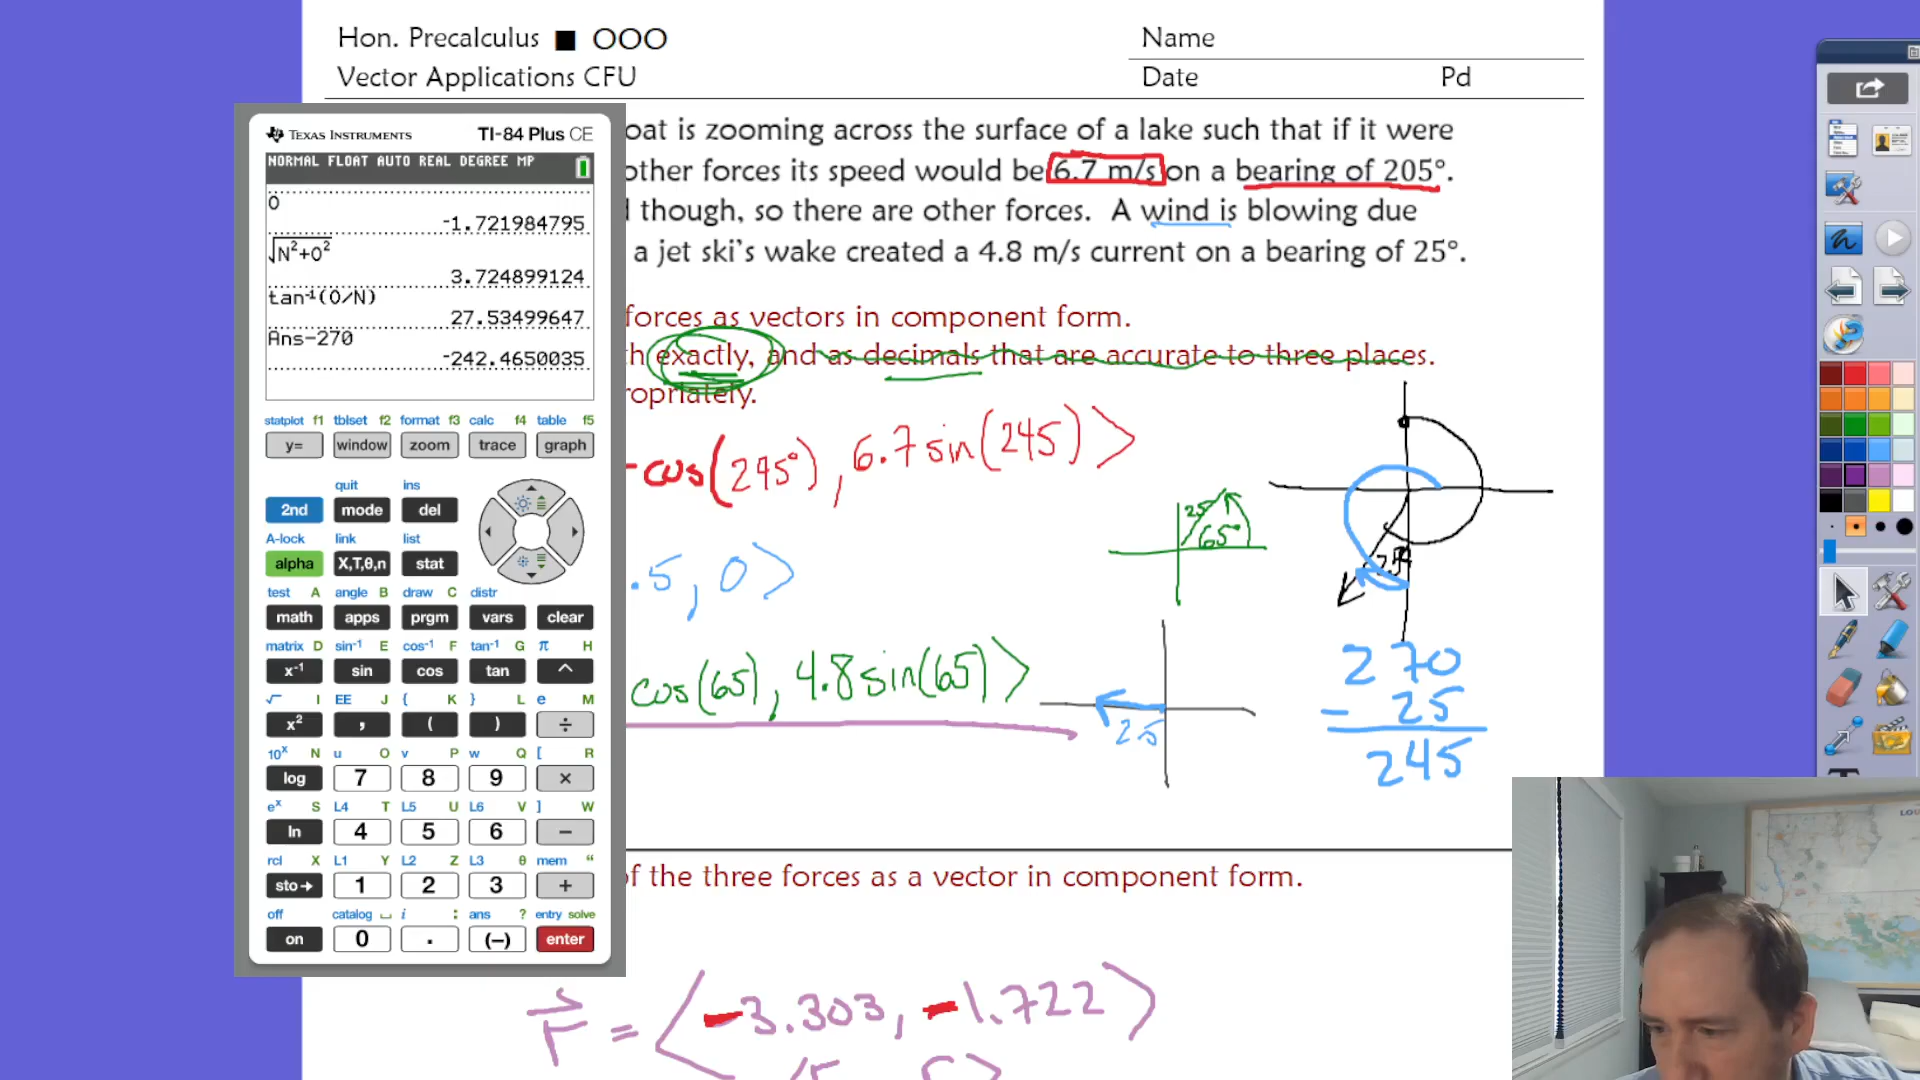 Hon. Precalculus ■ OOO
Name
Vector Applications CFU
Date Pd
oat is zooming across the surface of a lake such that if it were
other forces its speed would be 6.7 m/s on a bearing of 205°.
though, so there are other forces. A wind is blowing due
a jet ski's wake created a 4.8 m/s current on a bearing of 25°.
forces as vectors in component form.
exactly, and as decimals that are accurate to three places.
ropriately.
cos(245°), 6.7 sin(245)>
.5, 0>
cos(65), 4.8 sin(65)>
25
65°
25
270
- 25
245
f the three forces as a vector in component form.
r = <-3.303, -1.722>
TEXAS INSTRUMENTS TI-84 Plus CE
NORMAL FLOAT AUTO REAL DEGREE MP
O
-1.721984795
√N²+O²
3.724899124
tan⁻¹(O/N)
27.53499647
Ans-270
-242.4650035
statplot f1 tblset f2 format f3 calc f4 table f5
y= window zoom trace graph
quit ins
2nd mode del
A-lock link list
alpha X,T,θ,n stat
test A angle B draw C distr
math apps prgm vars clear
matrix D sin⁻¹ E cos⁻¹ F tan⁻¹ G π H
x⁻¹ sin cos tan ^
√ I EE J { K } L e M
x² , ( ) ÷
10ˣ N u O v P w Q [ R
log 7 8 9 ×
eˣ S L4 T L5 U L6 V ] W
ln 4 5 6 −
rcl X L1 Y L2 Z L3 θ mem "
sto→ 1 2 3 +
off catalog ⎵ i : ans ? entry solve
on 0 . (−) enter